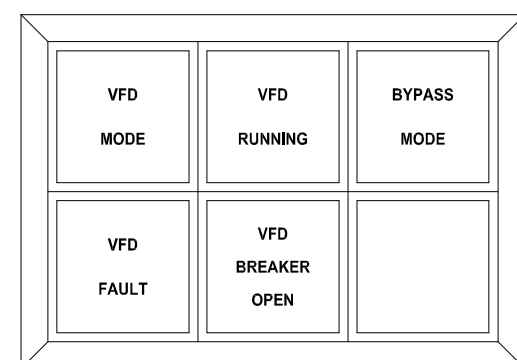 VFD
MODE
VFD
RUNNING
BYPASS
MODE
VFD
FAULT
VFD
BREAKER
OPEN